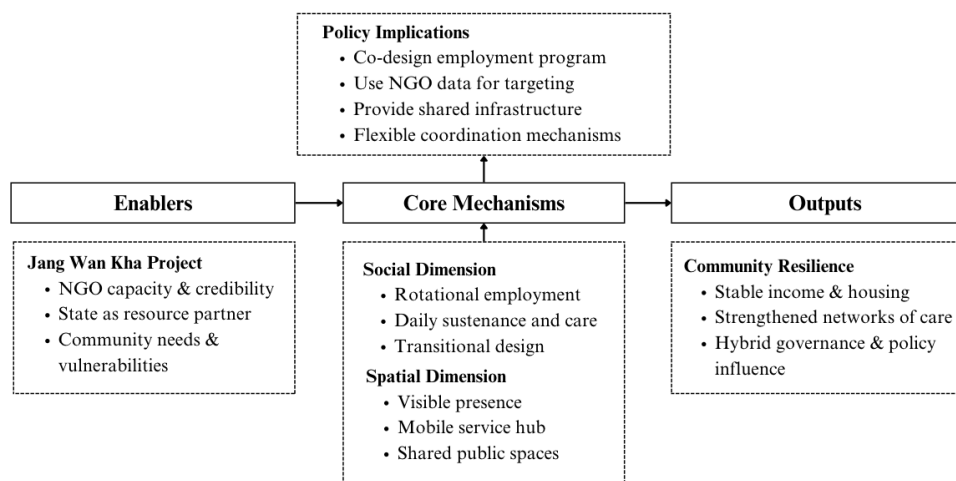 Policy Implications
• Co-design employment program
• Use NGO data for targeting
• Provide shared infrastructure
• Flexible coordination mechanisms
Enablers
Core Mechanisms
Outputs
Jang Wan Kha Project
• NGO capacity & credibility
• State as resource partner
• Community needs &
vulnerabilities
Social Dimension
• Rotational employment
• Daily sustenance and care
• Transitional design
Spatial Dimension
• Visible presence
• Mobile service hub
• Shared public spaces
Community Resilience
• Stable income & housing
• Strengthened networks of care
• Hybrid governance & policy
influence